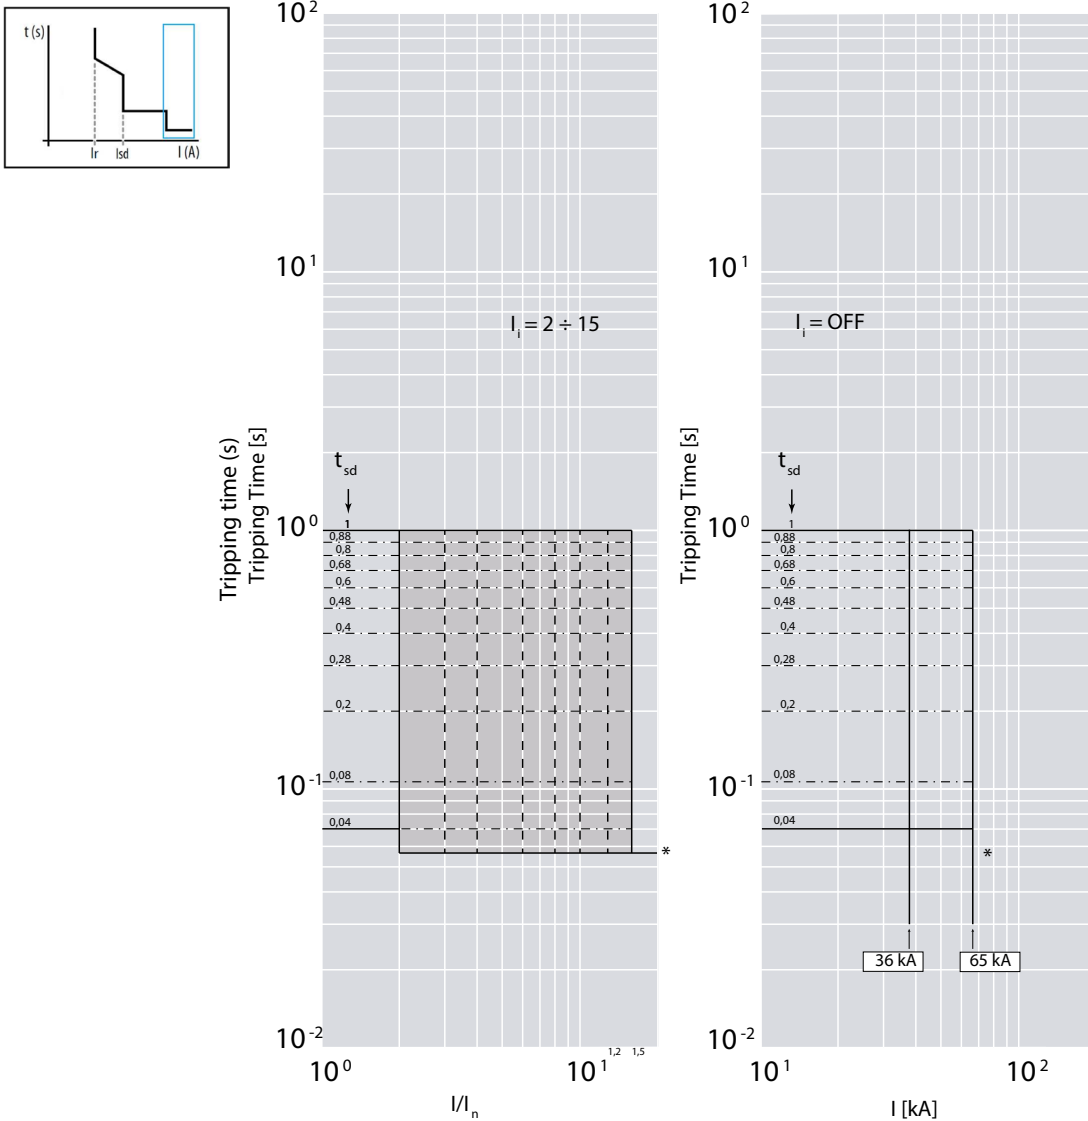 t (s)
Ir
Isd
I (A)
Tripping time (s)
Tripping Time [s]
10²
10¹
10⁰
10⁻¹
10⁻²
Iᵢ = 2 ÷ 15
t sd
1
0,88
0,8
0,68
0,6
0,48
0,4
0,28
0,2
0,08
0,04
*
10⁰
10¹
1,2
1,5
I/Iₙ
Tripping Time [s]
10²
10¹
10⁰
10⁻¹
10⁻²
Iᵢ = OFF
t sd
1
0,88
0,8
0,68
0,6
0,48
0,4
0,28
0,2
0,08
0,04
*
36 kA
65 kA
10¹
10²
I [kA]